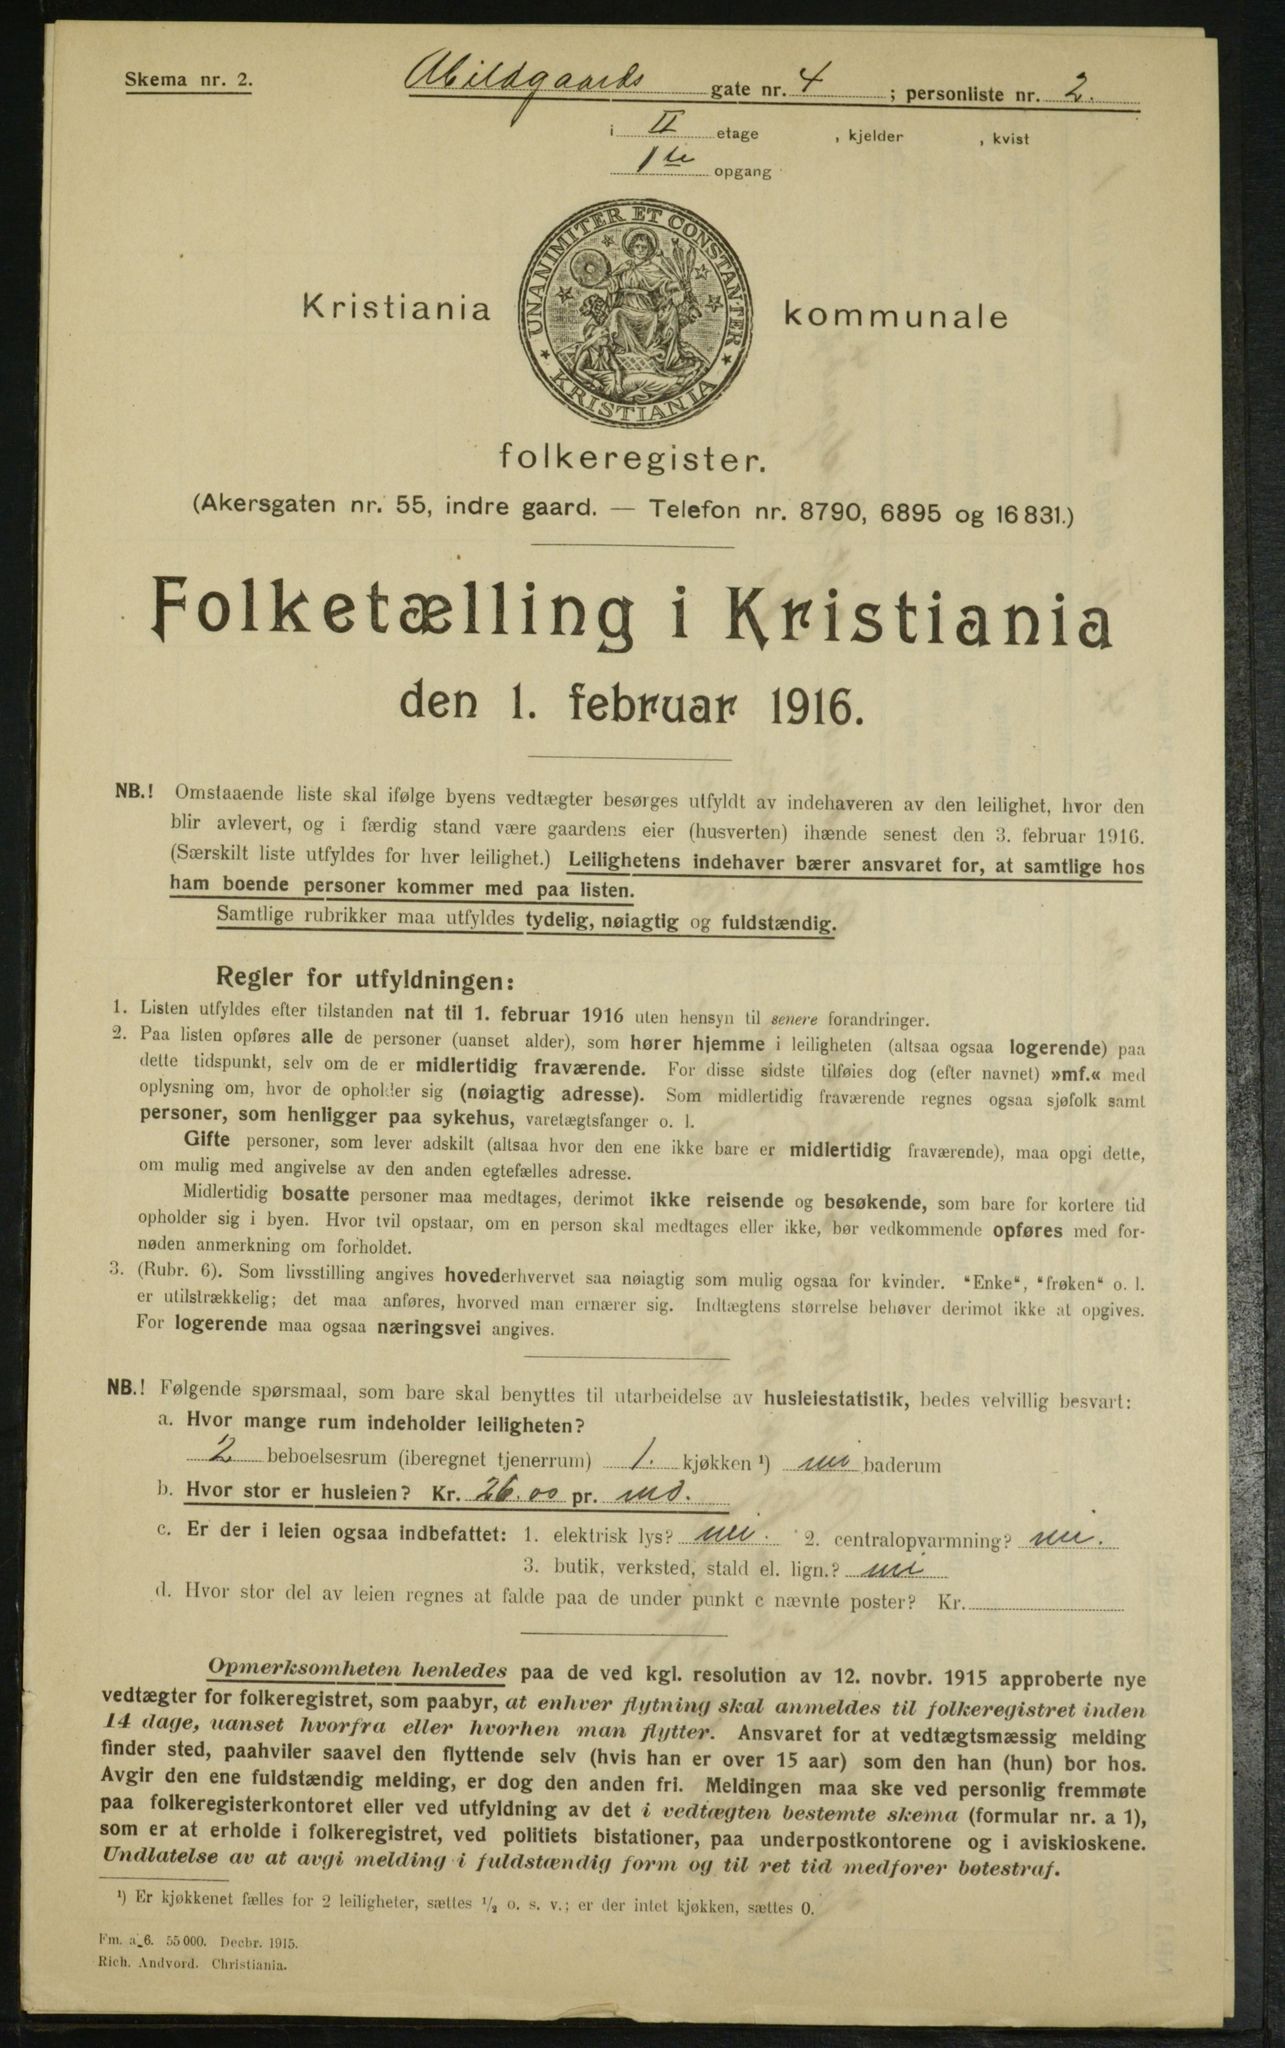 Skema nr. 2.
Abildgaards gate nr. 4 ; personliste nr. 2.
i II etage , kjelder , kvist
1ste opgang
UNANIMITER ET CONSTANTER
KRISTIANIA
Kristiania kommunale
folkeregister.
(Akersgaten nr. 55, indre gaard. — Telefon nr. 8790, 6895 og 16831.)
Folketælling i Kristiania
den 1. februar 1916.
NB.! Omstaaende liste skal ifølge byens vedtægter besørges utfyldt av indehaveren av den leilighet, hvor den
blir avlevert, og i færdig stand være gaardens eier (husverten) ihænde senest den 3. februar 1916.
(Særskilt liste utfyldes for hver leilighet.) Leilighetens indehaver bærer ansvaret for, at samtlige hos
ham boende personer kommer med paa listen.
Samtlige rubrikker maa utfyldes tydelig, nøiagtig og fuldstændig.
Regler for utfyldningen:
1. Listen utfyldes efter tilstanden nat til 1. februar 1916 uten hensyn til senere forandringer.
2. Paa listen opføres alle de personer (uanset alder), som hører hjemme i leiligheten (altsaa ogsaa logerende) paa
dette tidspunkt, selv om de er midlertidig fraværende. For disse sidste tilføies dog (efter navnet) »mf.« med
oplysning om, hvor de opholder sig (nøiagtig adresse). Som midlertidig fraværende regnes ogsaa sjøfolk samt
personer, som henligger paa sykehus, varetægtsfanger o. l.
Gifte personer, som lever adskilt (altsaa hvor den ene ikke bare er midlertidig fraværende), maa opgi dette,
om mulig med angivelse av den anden egtefælles adresse.
Midlertidig bosatte personer maa medtages, derimot ikke reisende og besøkende, som bare for kortere tid
opholder sig i byen. Hvor tvil opstaar, om en person skal medtages eller ikke, bør vedkommende opføres med for-
nøden anmerkning om forholdet.
3. (Rubr. 6). Som livsstilling angives hovederhvervet saa nøiagtig som mulig ogsaa for kvinder. "Enke", "frøken" o. l.
er utilstrækkelig; det maa anføres, hvorved man ernærer sig. Indtægtens størrelse behøver derimot ikke at opgives.
For logerende maa ogsaa næringsvei angives.
NB.! Følgende spørsmaal, som bare skal benyttes til utarbeidelse av husleiestatistik, bedes velvillig besvart:
a. Hvor mange rum indeholder leiligheten?
2 beboelsesrum (iberegnet tjenerrum) 1. kjøkken ¹) nei baderum
b. Hvor stor er husleien? Kr. 26.00 pr. md.
c. Er der i leien ogsaa indbefattet: 1. elektrisk lys? nei. 2. centralopvarmning? nei.
3. butik, verksted, stald el. lign.? nei
d. Hvor stor del av leien regnes at falde paa de under punkt c nævnte poster? Kr.
Opmerksomheten henledes paa de ved kgl. resolution av 12. novbr. 1915 approberte nye
vedtægter for folkeregistret, som paabyr, at enhver flytning skal anmeldes til folkeregistret inden
14 dage, uanset hvorfra eller hvorhen man flytter. Ansvaret for at vedtægtsmæssig melding
finder sted, paahviler saavel den flyttende selv (hvis han er over 15 aar) som den han (hun) bor hos.
Avgir den ene fuldstændig melding, er dog den anden fri. Meldingen maa ske ved personlig fremmøte
paa folkeregisterkontoret eller ved utfyldning av det i vedtægten bestemte skema (formular nr. a 1),
som er at erholde i folkeregistret, ved politiets bistationer, paa underpostkontorene og i aviskioskene.
Undlatelse av at avgi melding i fuldstændig form og til ret tid medfører bøtestraf.
¹) Er kjøkkenet fælles for 2 leiligheter, sættes ½ o. s. v.; er der intet kjøkken, sættes 0.
Fm. a_6. 55000. Decbr. 1915.
Rich. Andvord. Christiania.